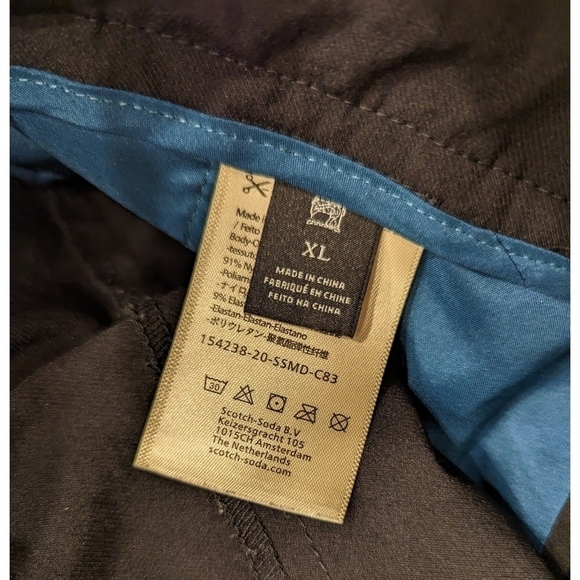 XL
MADE IN CHINA
FABRIQUÉ EN CHINE
FEITO NA CHINA
Made
/ Feito
Body-
-tessuto
91% Ny
-Poliam
-ナイロ
9% Elas
-Elastan-Elastan-Elastano
-ポリウレタン-聚氨酯弹性纤维
154238-20-SSMD-C83
30
Scotch-Soda B.V
Keizersgracht 105
1015CH Amsterdam
The Netherlands
scotch-soda.com